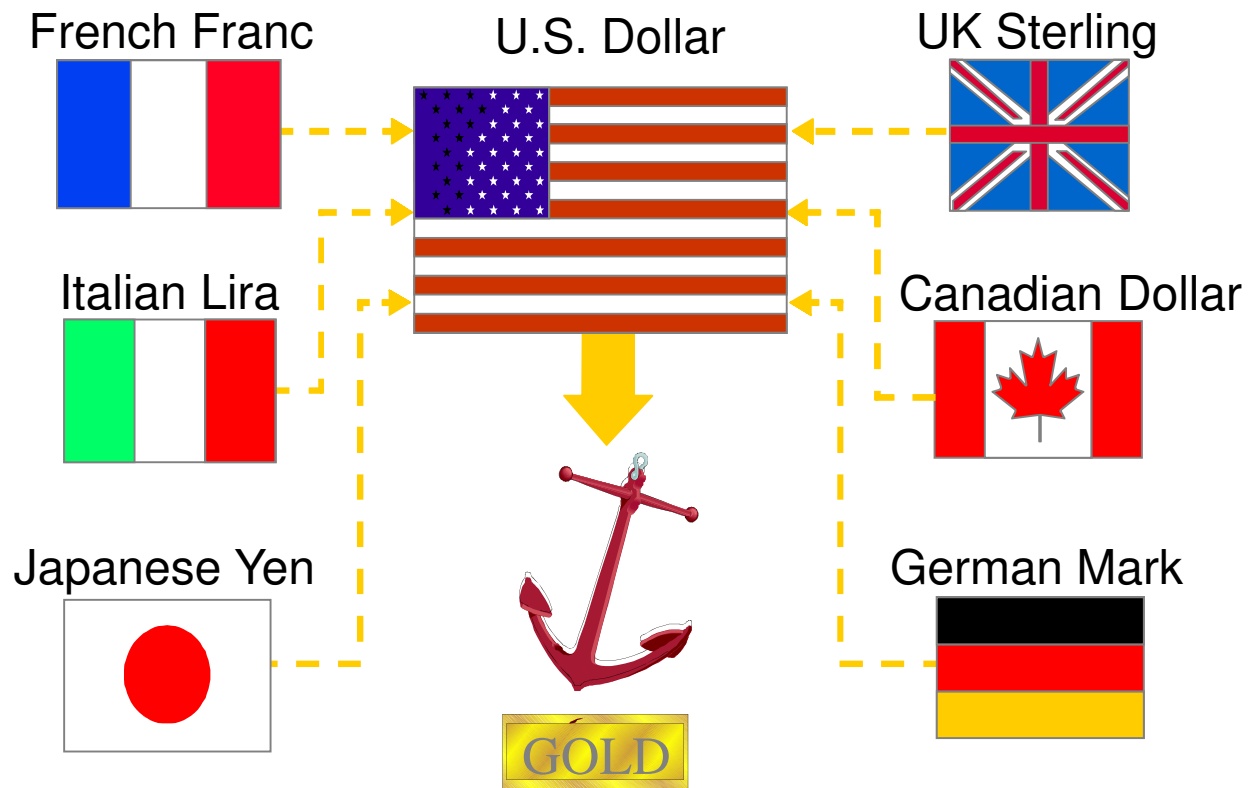 French Franc
U.S. Dollar
UK Sterling
Italian Lira
Canadian Dollar
Japanese Yen
German Mark
GOLD